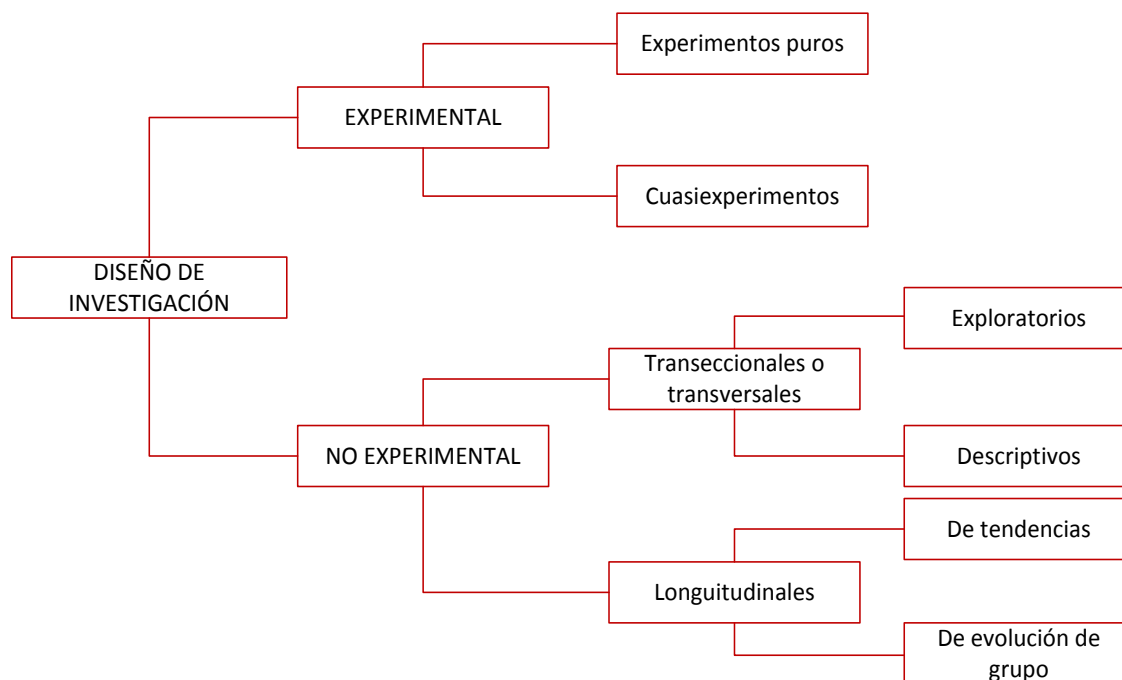 Experimentos puros
EXPERIMENTAL
Cuasiexperimentos
DISEÑO DE
INVESTIGACIÓN
Exploratorios
Transeccionales o
transversales
NO EXPERIMENTAL
Descriptivos
De tendencias
Longuitudinales
De evolución de
grupo